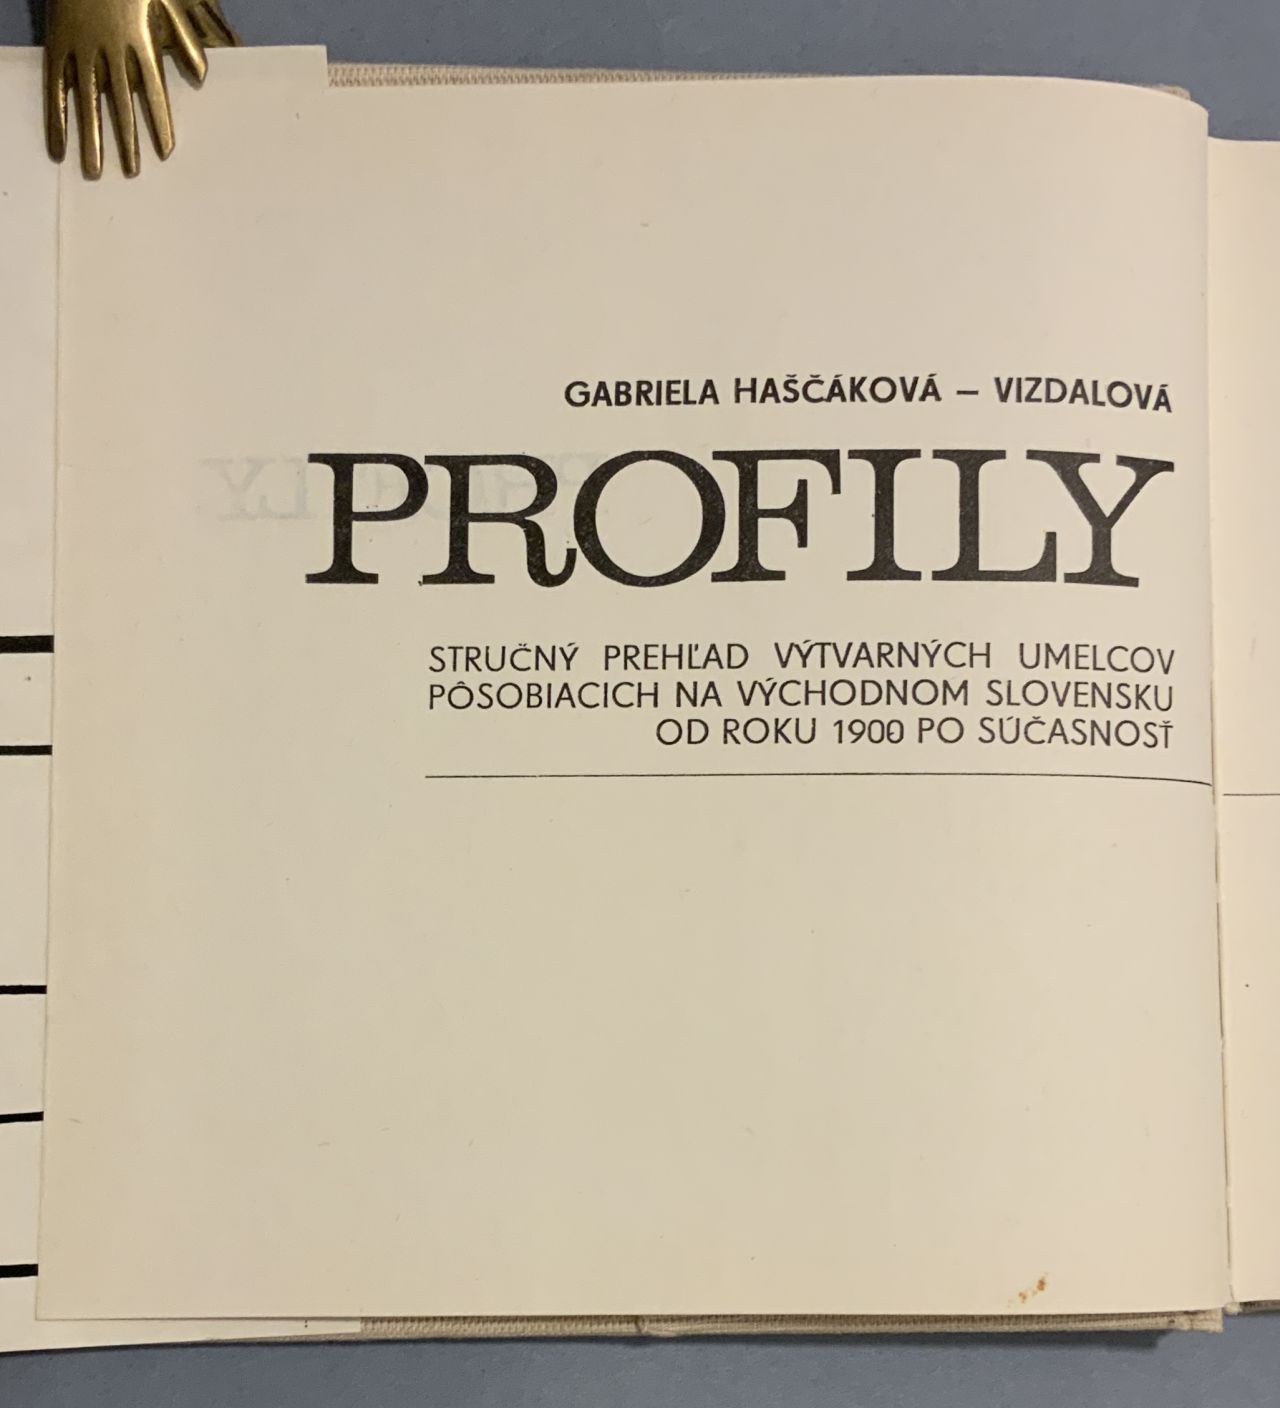 GABRIELA HAŠČÁKOVÁ – VIZDALOVÁ
PROFILY
STRUČNÝ PREHĽAD VÝTVARNÝCH UMELCOV
PÔSOBIACICH NA VÝCHODNOM SLOVENSKU
OD ROKU 1900 PO SÚČASNOSŤ